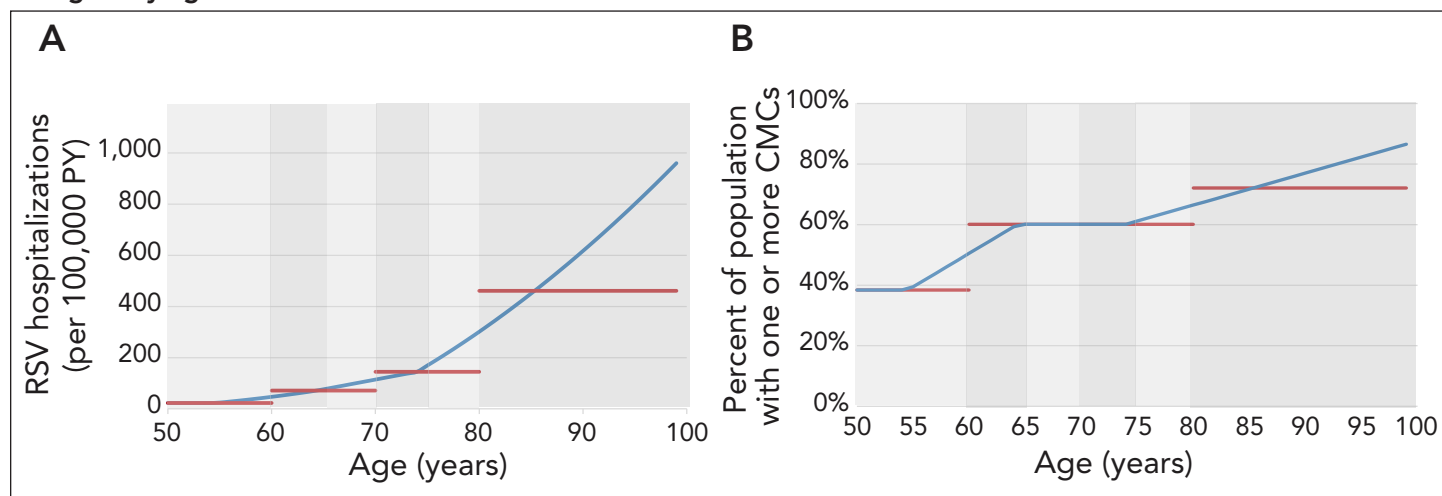 A
RSV hospitalizations
(per 100,000 PY)
1,000
800
600
400
200
0
50 60 70 80 90 100
Age (years)
B
Percent of population
with one or more CMCs
100%
80%
60%
40%
20%
0%
50 55 60 65 70 75 80 85 90 95 100
Age (years)